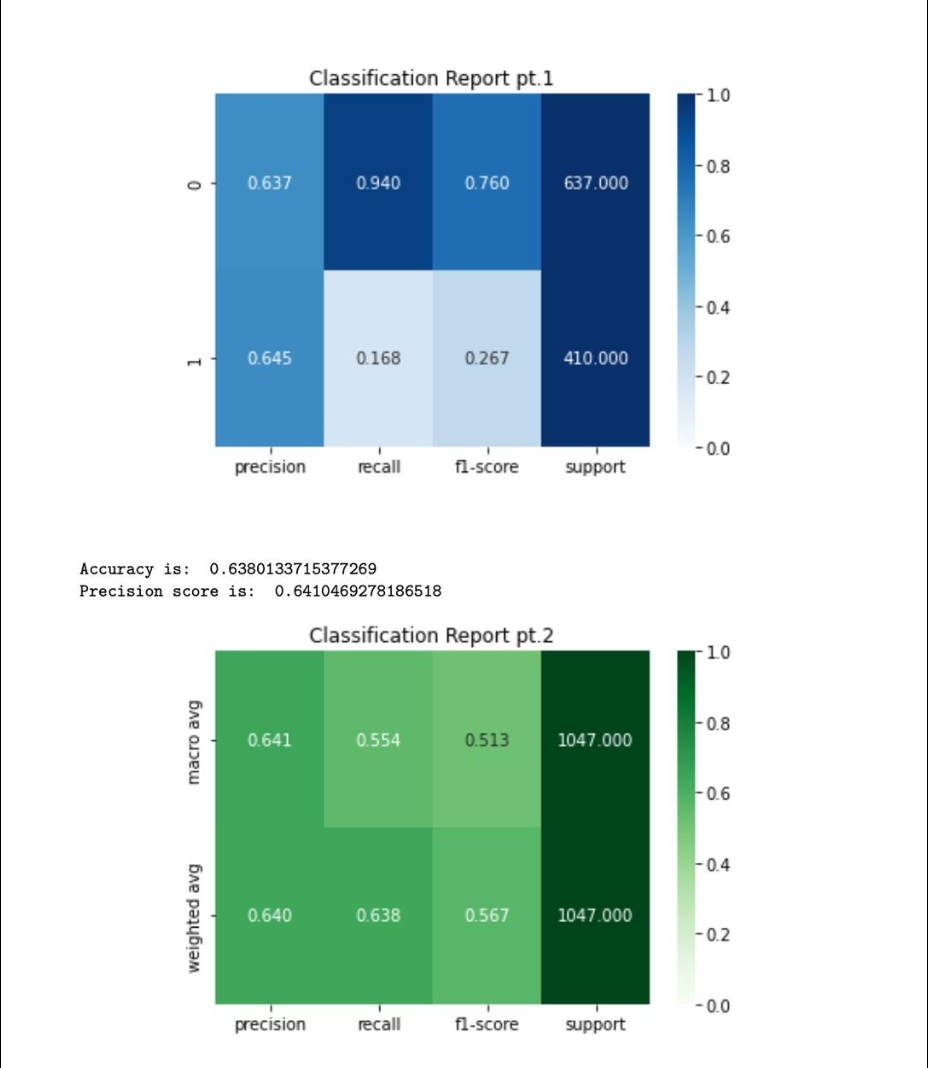 Classification Report pt.1
1.0
0 0.637 0.940 0.760 637.000
0.8
0.6
0.4
1 0.645 0.168 0.267 410.000
0.2
0.0
precision recall f1-score support
Accuracy is:  0.6380133715377269
Precision score is:  0.6410469278186518
Classification Report pt.2
1.0
macro avg 0.641 0.554 0.513 1047.000
0.8
0.6
0.4
weighted avg 0.640 0.638 0.567 1047.000
0.2
0.0
precision recall f1-score support